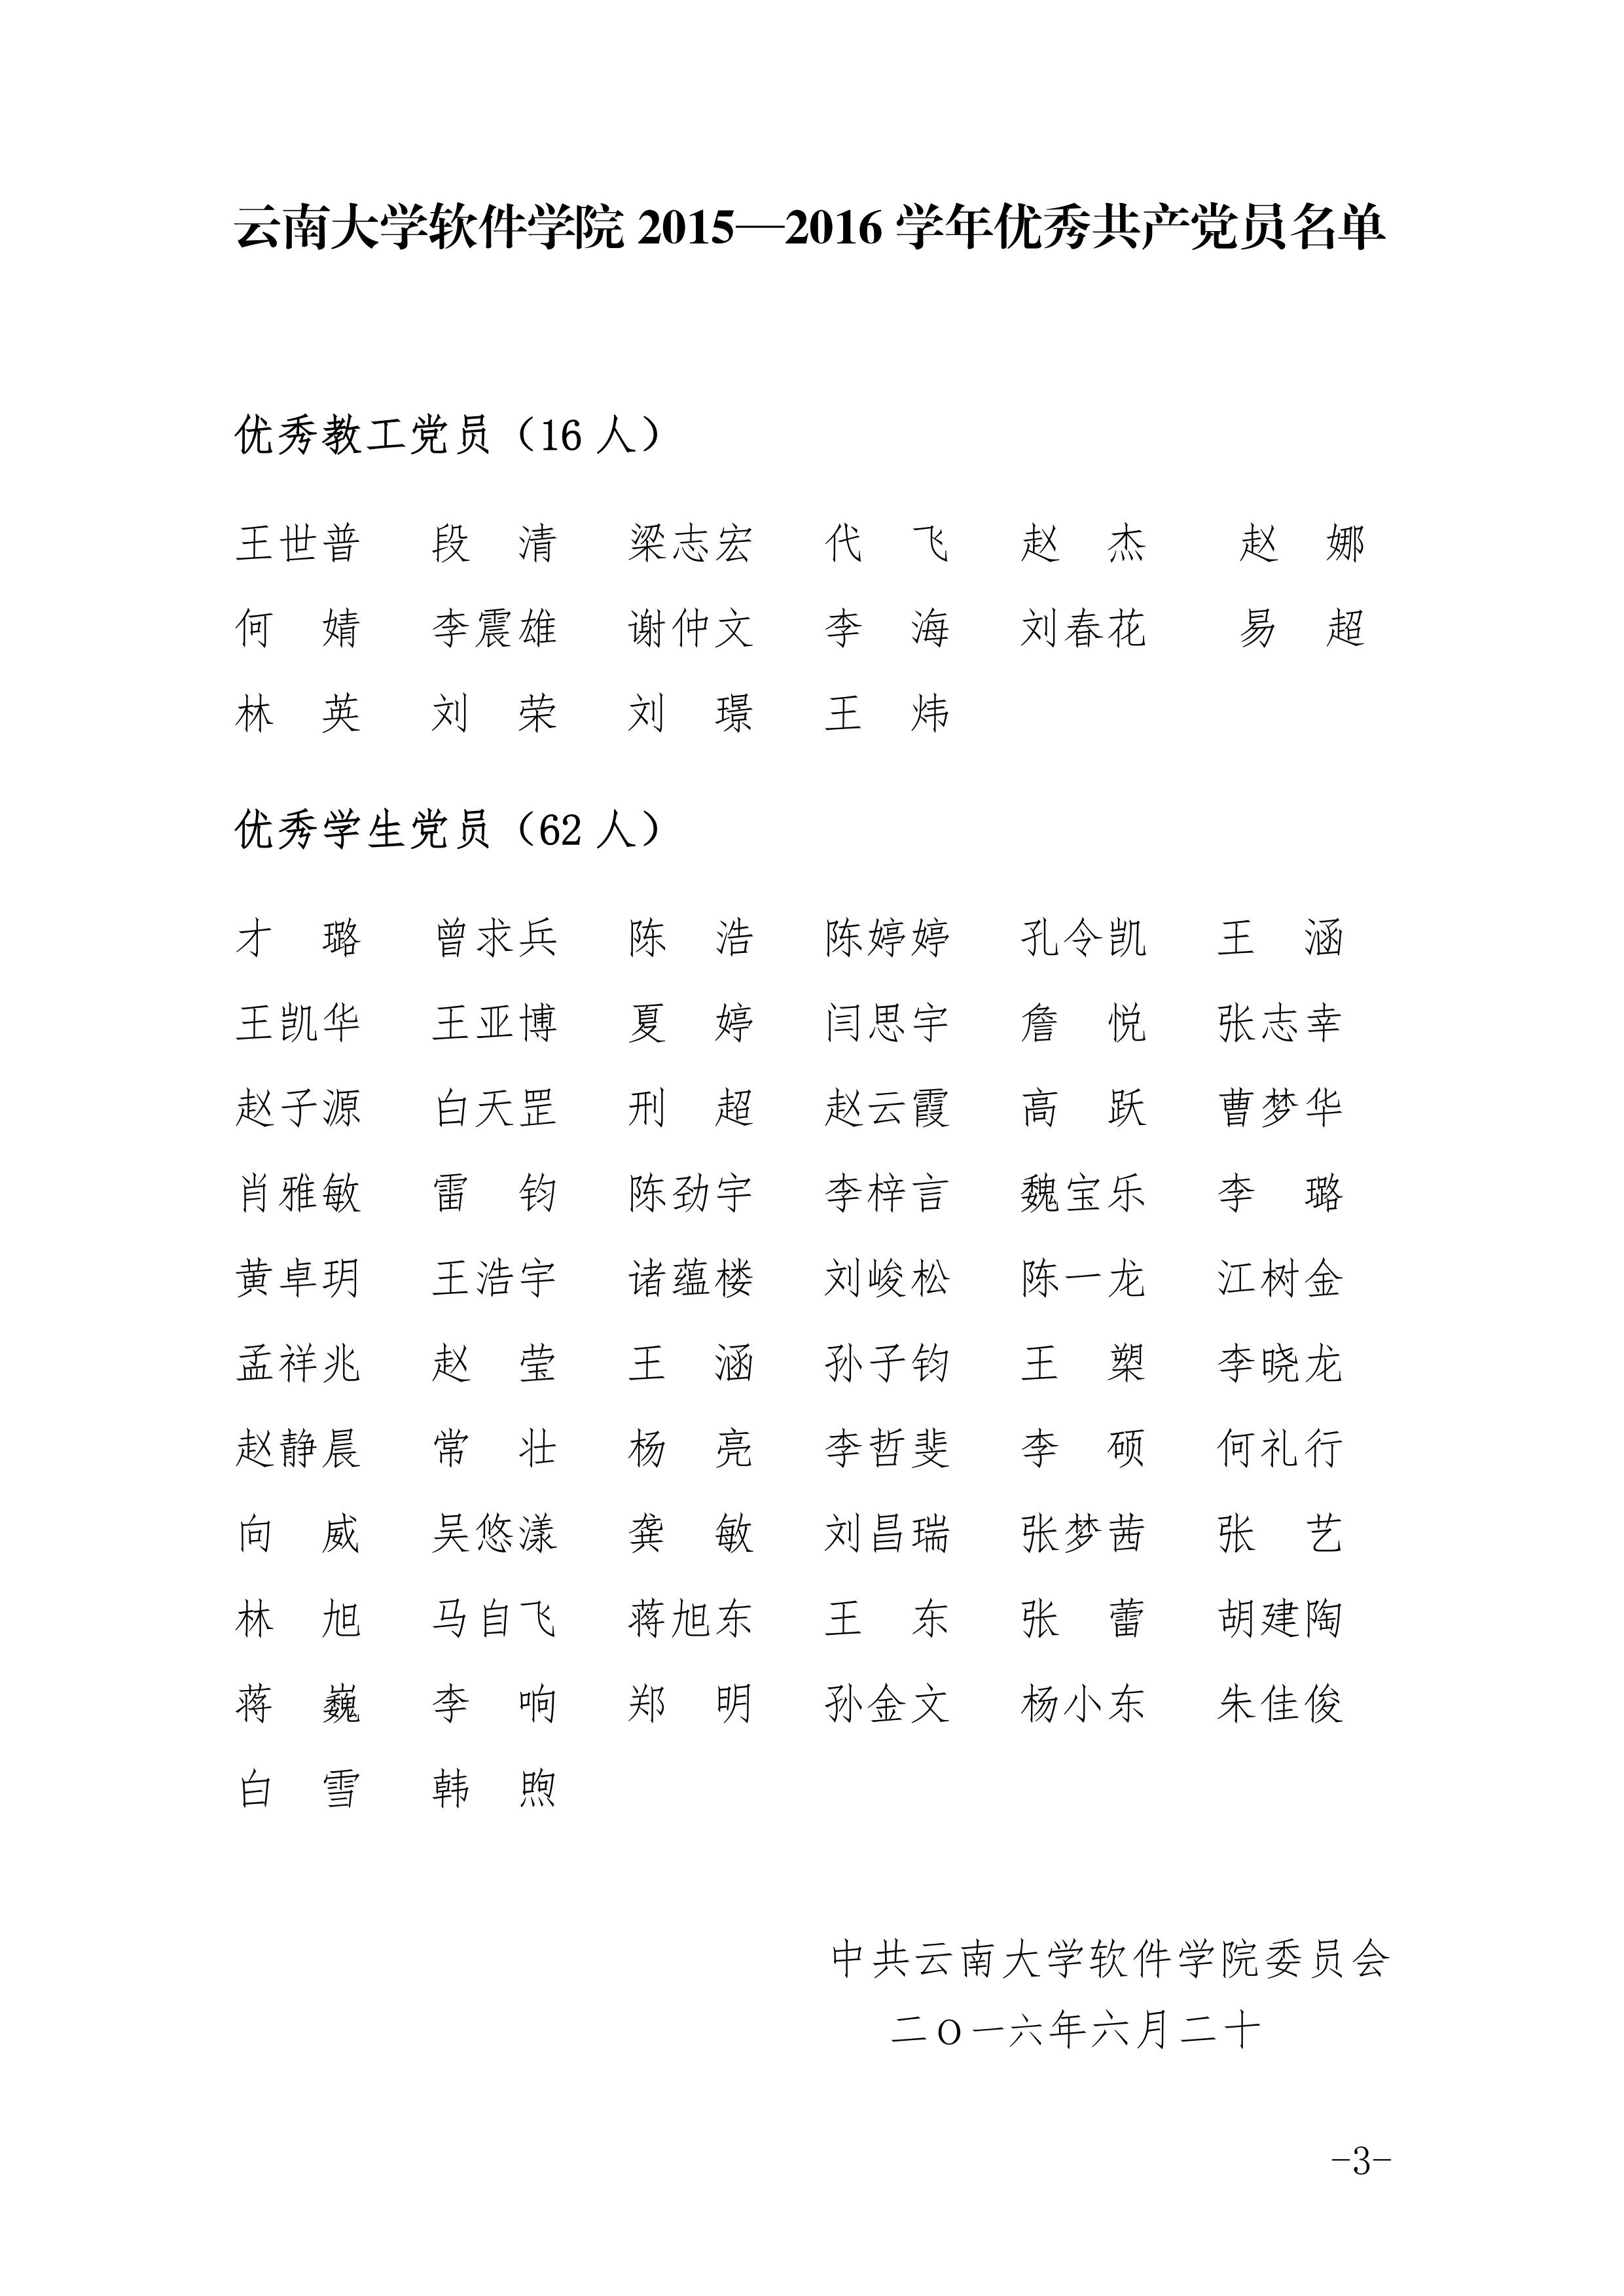 云南大学软件学院 2015—2016 学年优秀共产党员名单
优秀教工党员（16 人）
王世普 段 清 梁志宏 代 飞 赵 杰 赵 娜
何 婧 李震雄 谢仲文 李 海 刘春花 易 超
林 英 刘 荣 刘 璟 王 炜
优秀学生党员（62 人）
才 璐 曾求兵 陈 浩 陈婷婷 孔令凯 王 涵
王凯华 王亚博 夏 婷 闫思宇 詹 悦 张志幸
赵子源 白天罡 刑 超 赵云霞 高 跃 曹梦华
肖雅敏 雷 钧 陈劲宇 李梓言 魏宝乐 李 璐
黄卓玥 王浩宇 诸蕴楼 刘峻松 陈一龙 江树金
孟祥兆 赵 莹 王 涵 孙子钧 王 槊 李晓龙
赵静晨 常 壮 杨 亮 李哲斐 李 硕 何礼行
向 威 吴悠漾 龚 敏 刘昌瑞 张梦茜 张 艺
林 旭 马自飞 蒋旭东 王 东 张 蕾 胡建陶
蒋 巍 李 响 郑 明 孙金文 杨小东 朱佳俊
白 雪 韩 煦
中共云南大学软件学院委员会
二О一六年六月二十
-3-